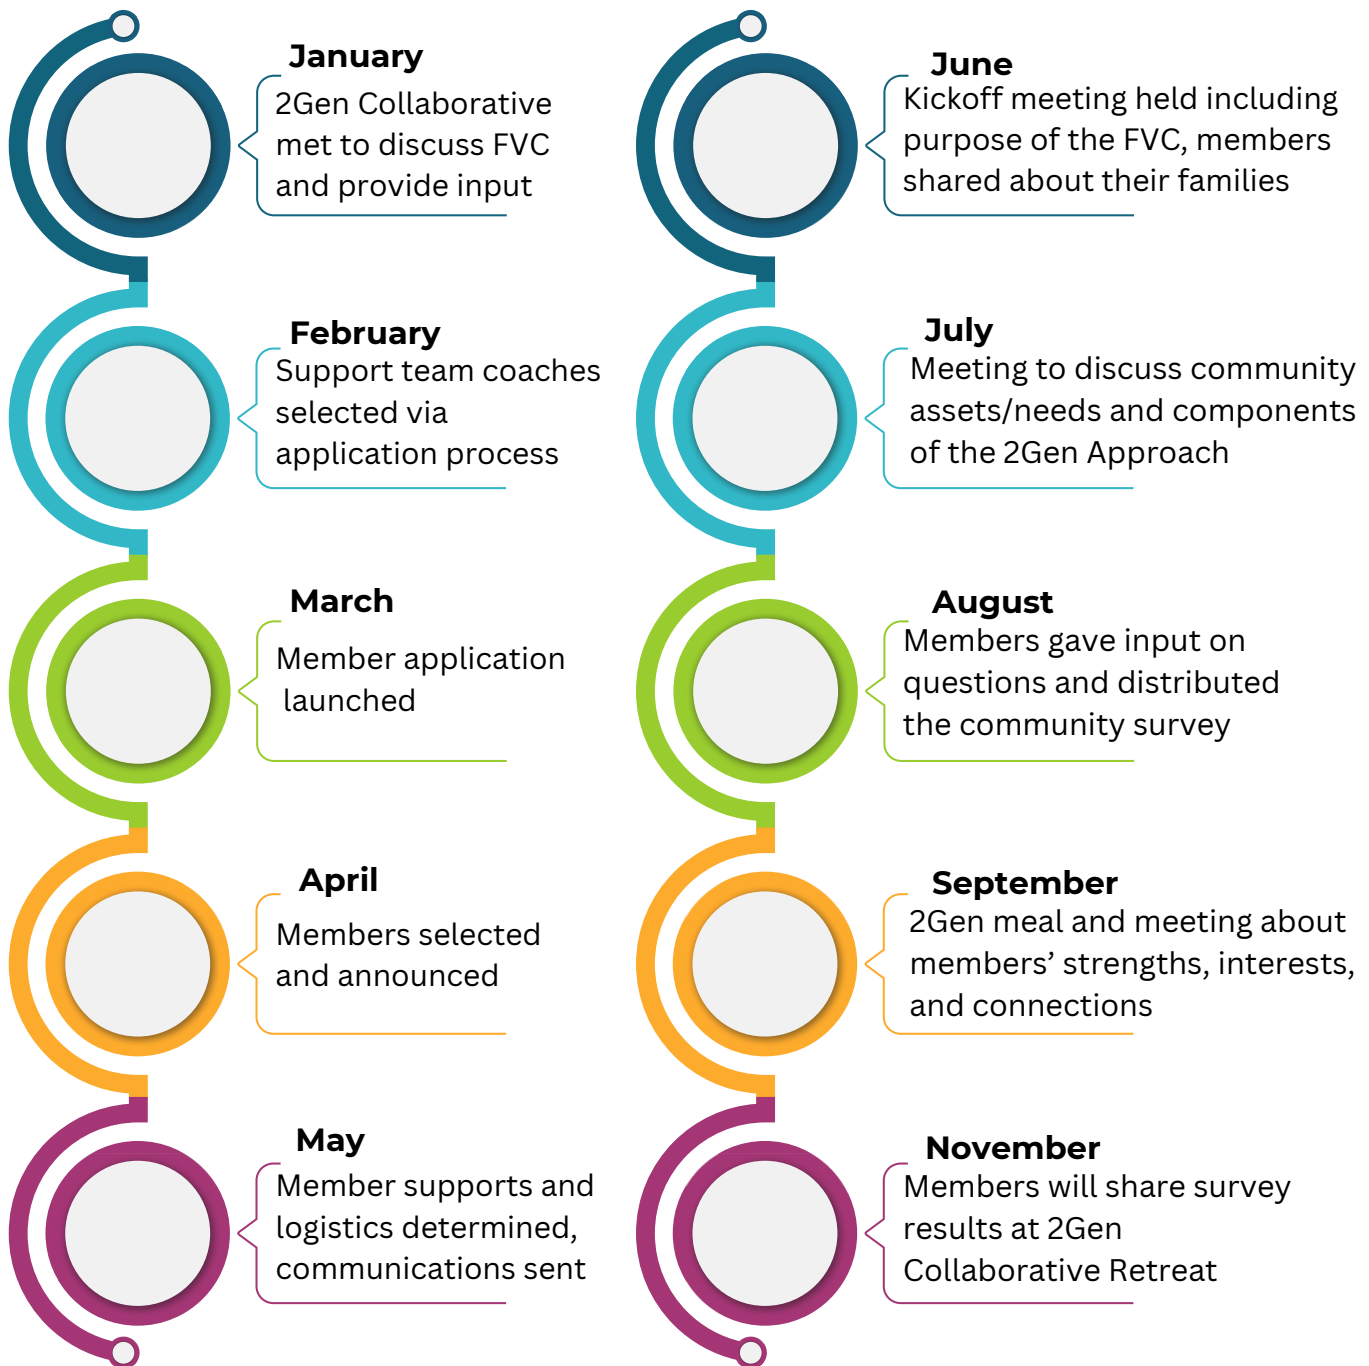 January
2Gen Collaborative
met to discuss FVC
and provide input
February
Support team coaches
selected via
application process
March
Member application
launched
April
Members selected
and announced
May
Member supports and
logistics determined,
communications sent
June
Kickoff meeting held including
purpose of the FVC, members
shared about their families
July
Meeting to discuss community
assets/needs and components
of the 2Gen Approach
August
Members gave input on
questions and distributed
the community survey
September
2Gen meal and meeting about
members’ strengths, interests,
and connections
November
Members will share survey
results at 2Gen
Collaborative Retreat